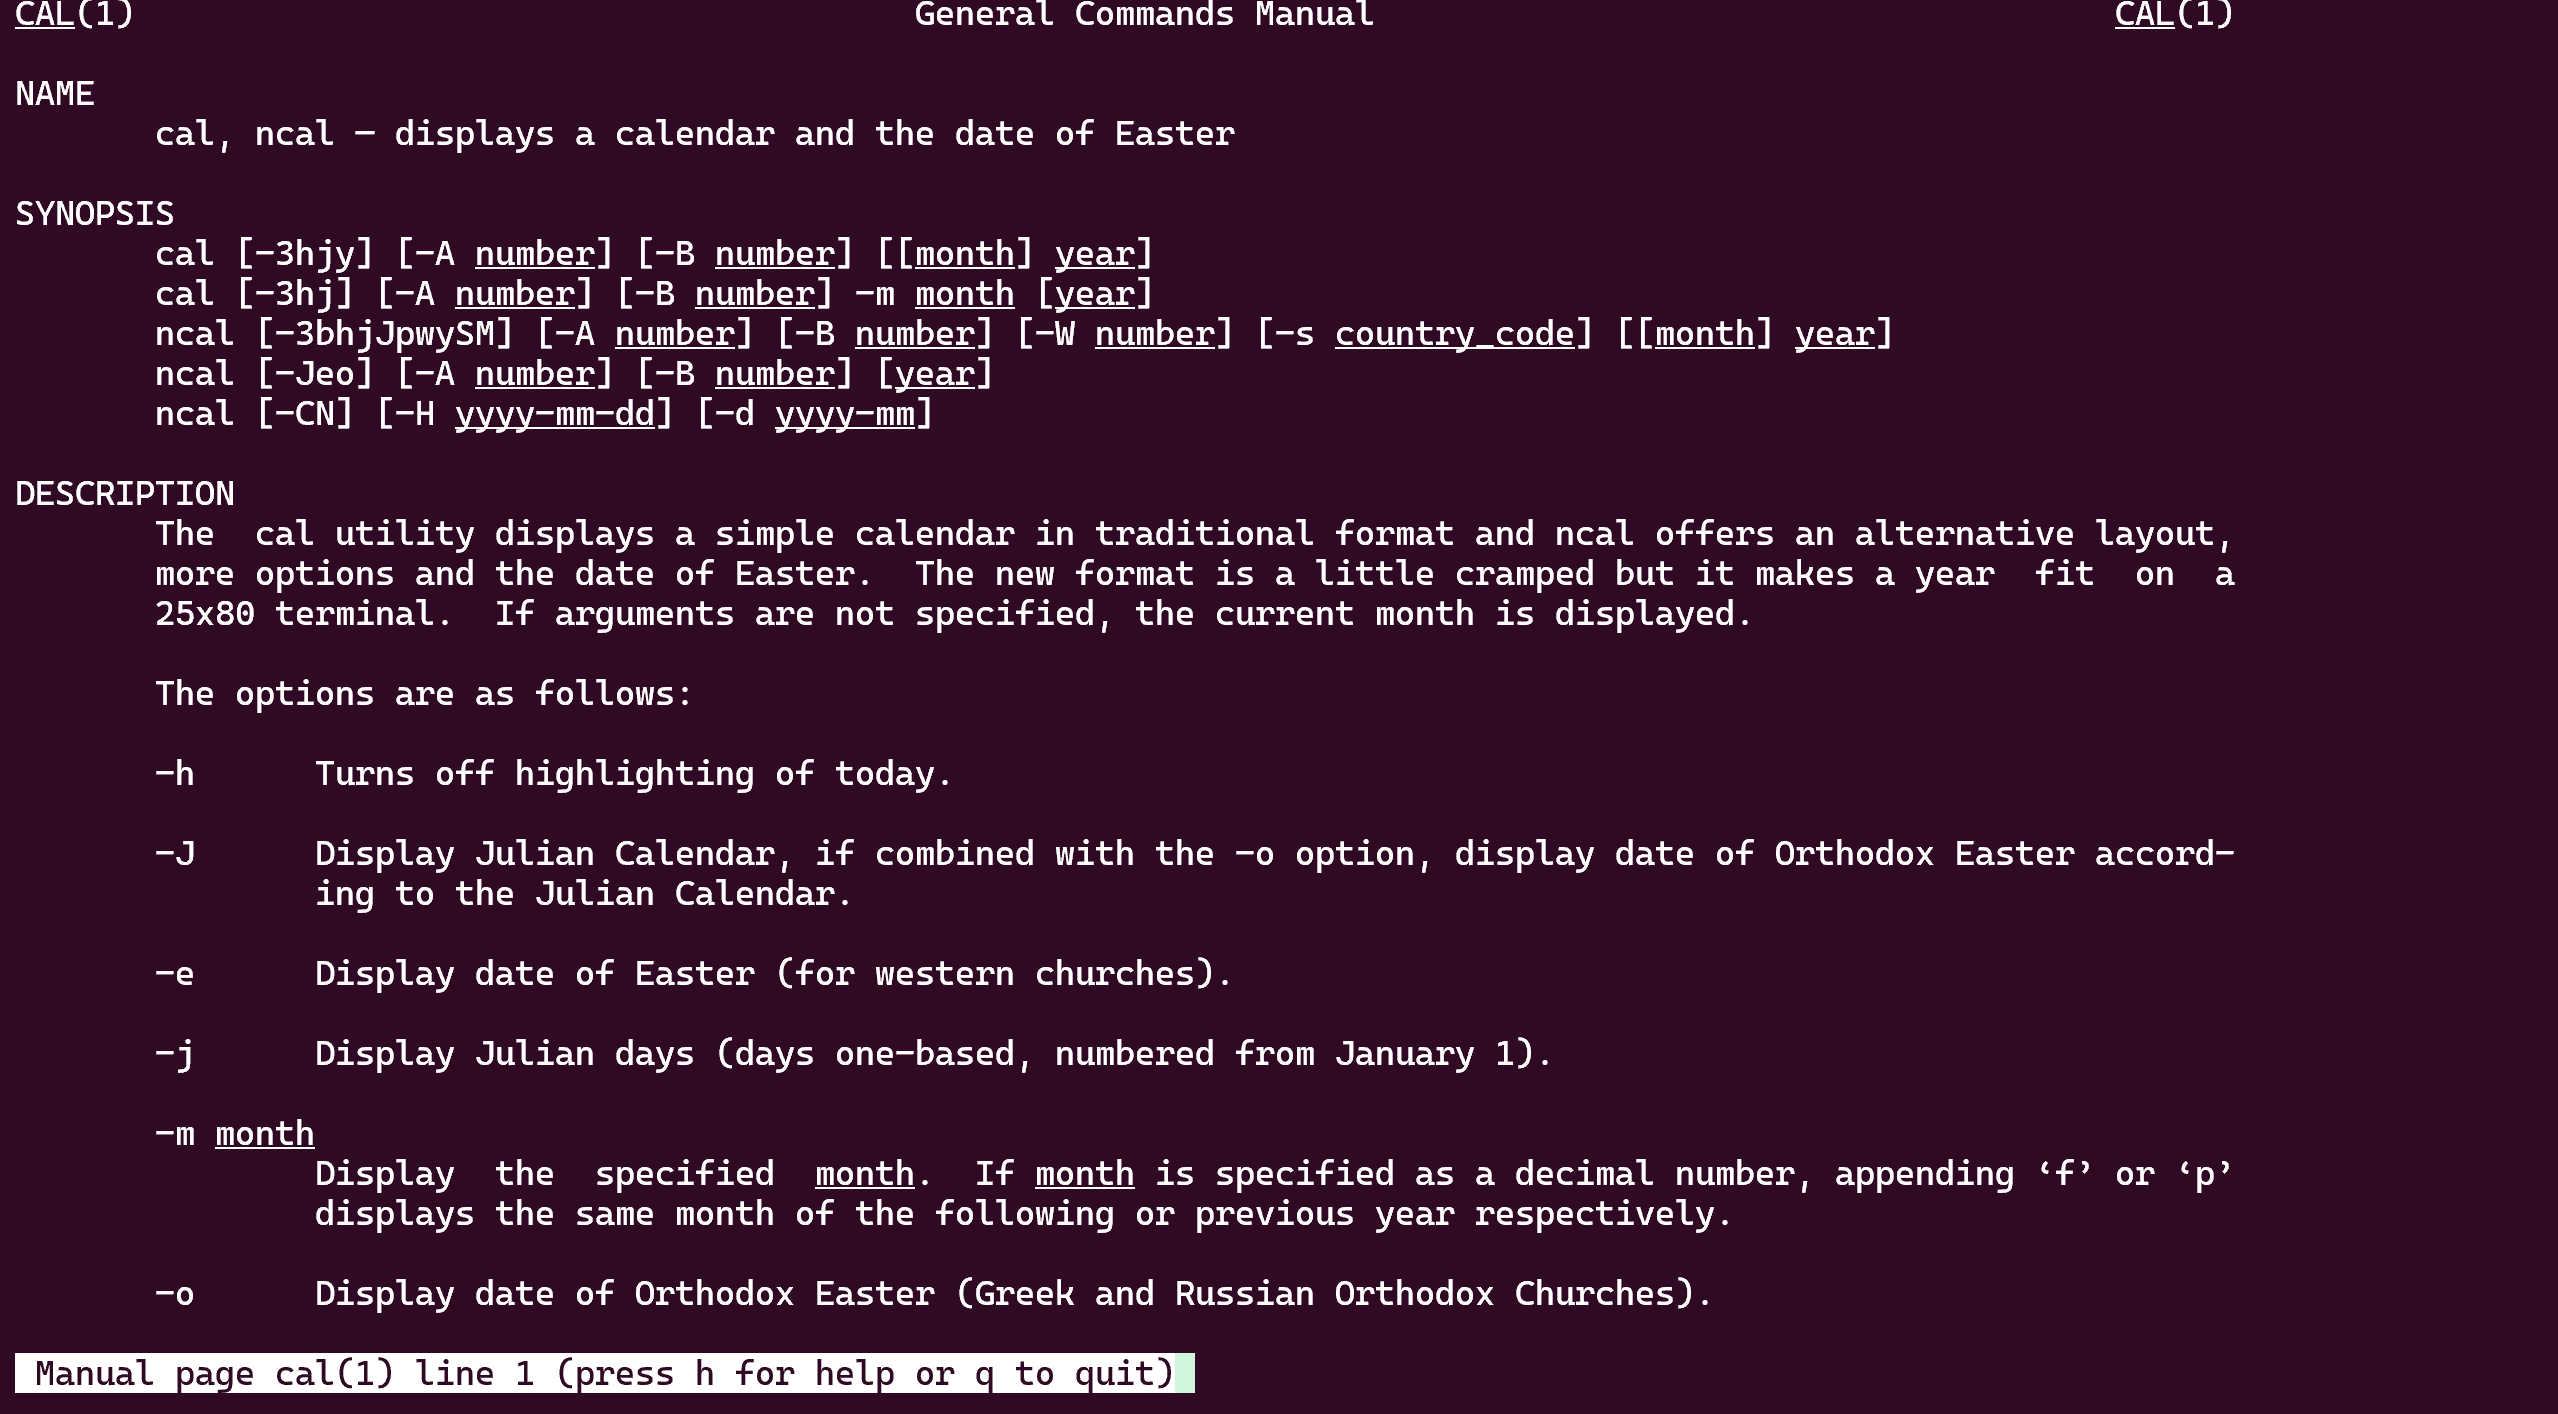 CAL(1) General Commands Manual CAL(1)
NAME
cal, ncal — displays a calendar and the date of Easter
SYNOPSIS
cal [-3hjy] [-A number] [-B number] [[month] year]
cal [-3hj] [-A number] [-B number] -m month [year]
ncal [-3bhjJpwySM] [-A number] [-B number] [-W number] [-s country_code] [[month] year]
ncal [-Jeo] [-A number] [-B number] [year]
ncal [-CN] [-H yyyy-mm-dd] [-d yyyy-mm]
DESCRIPTION
The cal utility displays a simple calendar in traditional format and ncal offers an alternative layout,
more options and the date of Easter. The new format is a little cramped but it makes a year fit on a
25x80 terminal. If arguments are not specified, the current month is displayed.
The options are as follows:
-h Turns off highlighting of today.
-J Display Julian Calendar, if combined with the -o option, display date of Orthodox Easter accord-
ing to the Julian Calendar.
-e Display date of Easter (for western churches).
-j Display Julian days (days one-based, numbered from January 1).
-m month
Display the specified month. If month is specified as a decimal number, appending ‘f’ or ‘p’
displays the same month of the following or previous year respectively.
-o Display date of Orthodox Easter (Greek and Russian Orthodox Churches).
Manual page cal(1) line 1 (press h for help or q to quit)